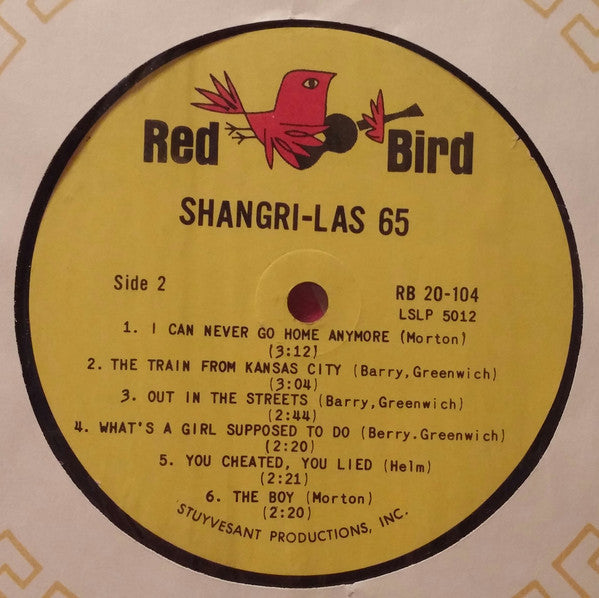 Red Bird
SHANGRI-LAS 65
Side 2
RB 20-104
LSLP 5012
1. I CAN NEVER GO HOME ANYMORE (Morton)
(3:12)
2. THE TRAIN FROM KANSAS CITY (Barry,Greenwich)
(3:04)
3. OUT IN THE STREETS (Barry,Greenwich)
(2:44)
4. WHAT'S A GIRL SUPPOSED TO DO (Berry.Greenwich)
(2:20)
5. YOU CHEATED, YOU LIED (Helm)
(2:21)
6. THE BOY (Morton)
(2:20)
STUYVESANT PRODUCTIONS, INC.